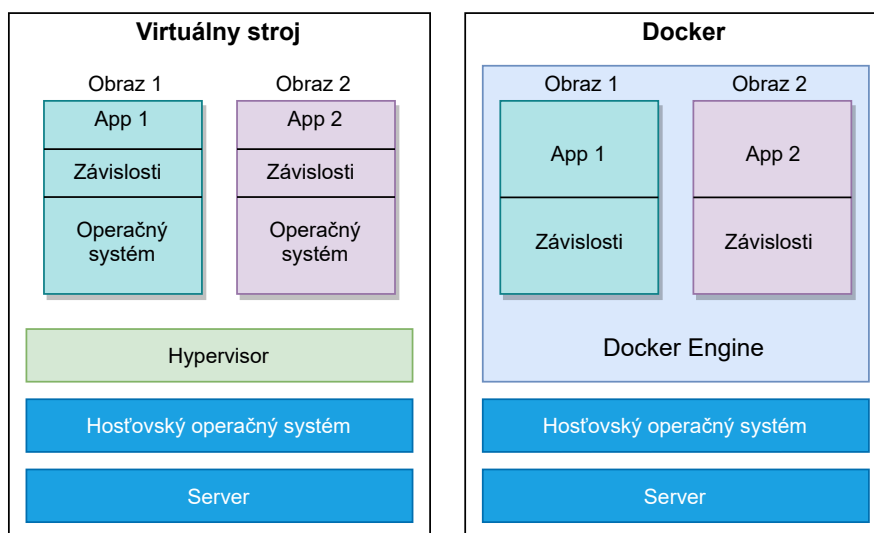 Virtuálny stroj
Obraz 1
Obraz 2
App 1
App 2
Závislosti
Závislosti
Operačný
systém
Operačný
systém
Hypervisor
Hosťovský operačný systém
Server
Docker
Obraz 1
Obraz 2
App 1
App 2
Závislosti
Závislosti
Docker Engine
Hosťovský operačný systém
Server